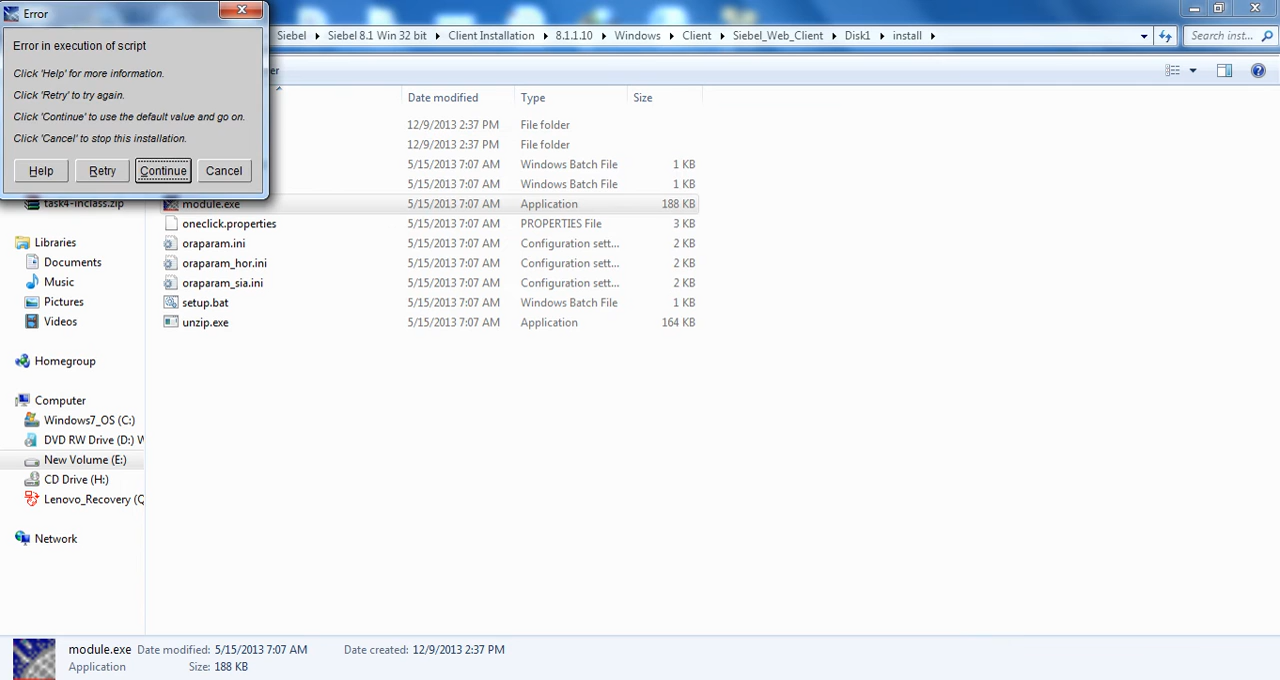 Error
Error in execution of script
Click 'Help' for more information.
Click 'Retry' to try again.
Click 'Continue' to use the default value and go on.
Click 'Cancel' to stop this installation.
Help Retry Continue Cancel
Siebel Siebel 8.1 Win 32 bit Client Installation 8.1.1.10 Windows Client Siebel_Web_Client Disk1 install
Search inst...
Date modified Type Size
12/9/2013 2:37 PM File folder
12/9/2013 2:37 PM File folder
5/15/2013 7:07 AM Windows Batch File 1 KB
5/15/2013 7:07 AM Windows Batch File 1 KB
module.exe 5/15/2013 7:07 AM Application 188 KB
oneclick.properties 5/15/2013 7:07 AM PROPERTIES File 3 KB
oraparam.ini 5/15/2013 7:07 AM Configuration sett... 2 KB
oraparam_hor.ini 5/15/2013 7:07 AM Configuration sett... 2 KB
oraparam_sia.ini 5/15/2013 7:07 AM Configuration sett... 2 KB
setup.bat 5/15/2013 7:07 AM Windows Batch File 1 KB
unzip.exe 5/15/2013 7:07 AM Application 164 KB
task4-inclass.zip
Libraries
Documents
Music
Pictures
Videos
Homegroup
Computer
Windows7_OS (C:)
DVD RW Drive (D:) W
New Volume (E:)
CD Drive (H:)
Lenovo_Recovery (Q
Network
module.exe Date modified: 5/15/2013 7:07 AM Date created: 12/9/2013 2:37 PM
Application Size: 188 KB